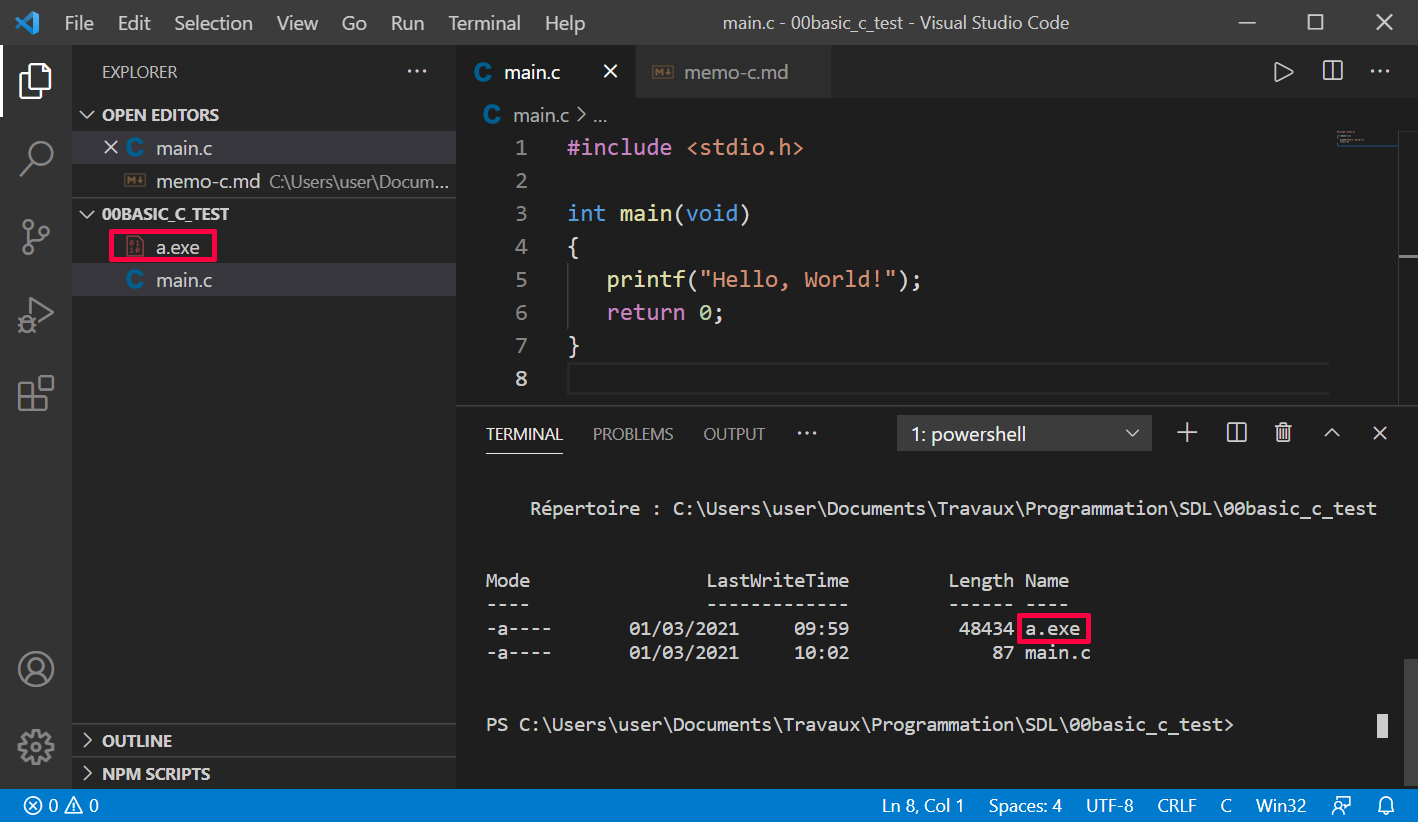 File Edit Selection View Go Run Terminal Help main.c - 00basic_c_test - Visual Studio Code
EXPLORER
OPEN EDITORS
main.c
memo-c.md C:\Users\user\Docum...
00BASIC_C_TEST
a.exe
main.c
OUTLINE
NPM SCRIPTS
main.c memo-c.md
main.c > ...
1 #include <stdio.h>
2
3 int main(void)
4 {
5 printf("Hello, World!");
6 return 0;
7 }
8
TERMINAL PROBLEMS OUTPUT ... 1: powershell
Répertoire : C:\Users\user\Documents\Travaux\Programmation\SDL\00basic_c_test
Mode LastWriteTime Length Name
---- ------------- ------ ----
-a---- 01/03/2021 09:59 48434 a.exe
-a---- 01/03/2021 10:02 87 main.c
PS C:\Users\user\Documents\Travaux\Programmation\SDL\00basic_c_test>
0 0 Ln 8, Col 1 Spaces: 4 UTF-8 CRLF C Win32